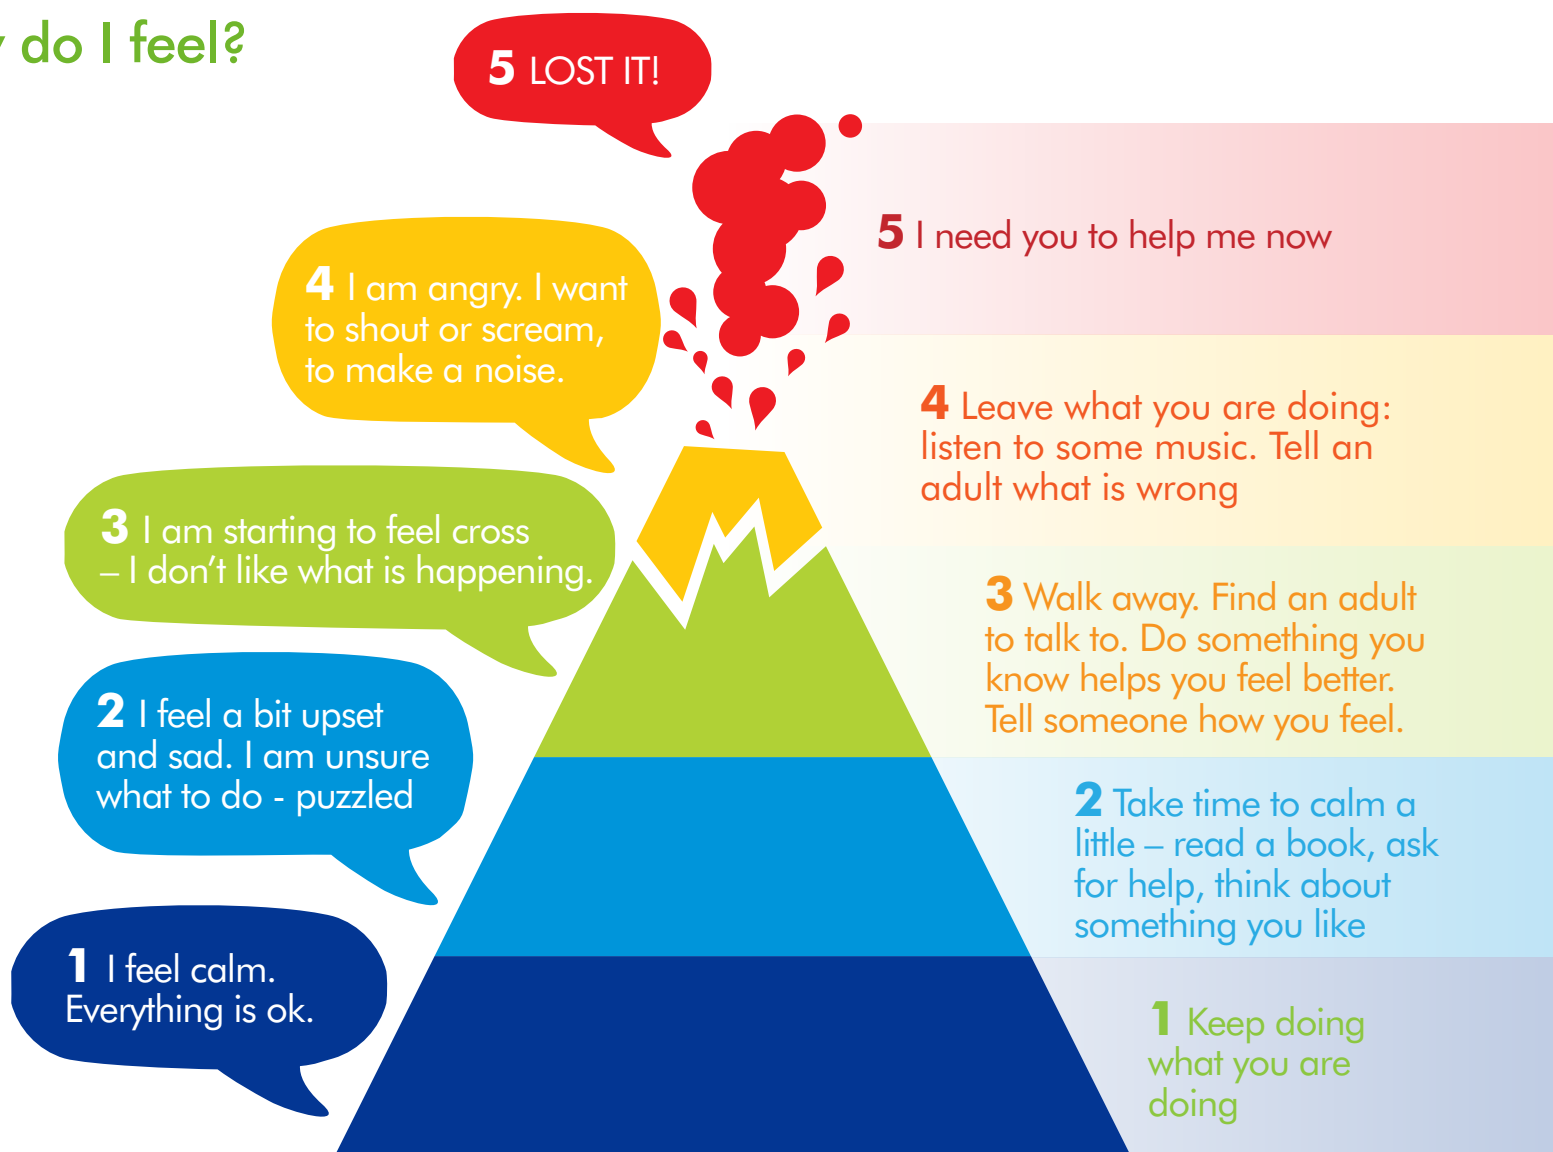 do I feel?
5 LOST IT!
4 I am angry. I want
to shout or scream,
to make a noise.
3 I am starting to feel cross
– I don’t like what is happening.
2 I feel a bit upset
and sad. I am unsure
what to do - puzzled
1 I feel calm.
Everything is ok.
5 I need you to help me now
4 Leave what you are doing:
listen to some music. Tell an
adult what is wrong
3 Walk away. Find an adult
to talk to. Do something you
know helps you feel better.
Tell someone how you feel.
2 Take time to calm a
little – read a book, ask
for help, think about
something you like
1 Keep doing
what you are
doing